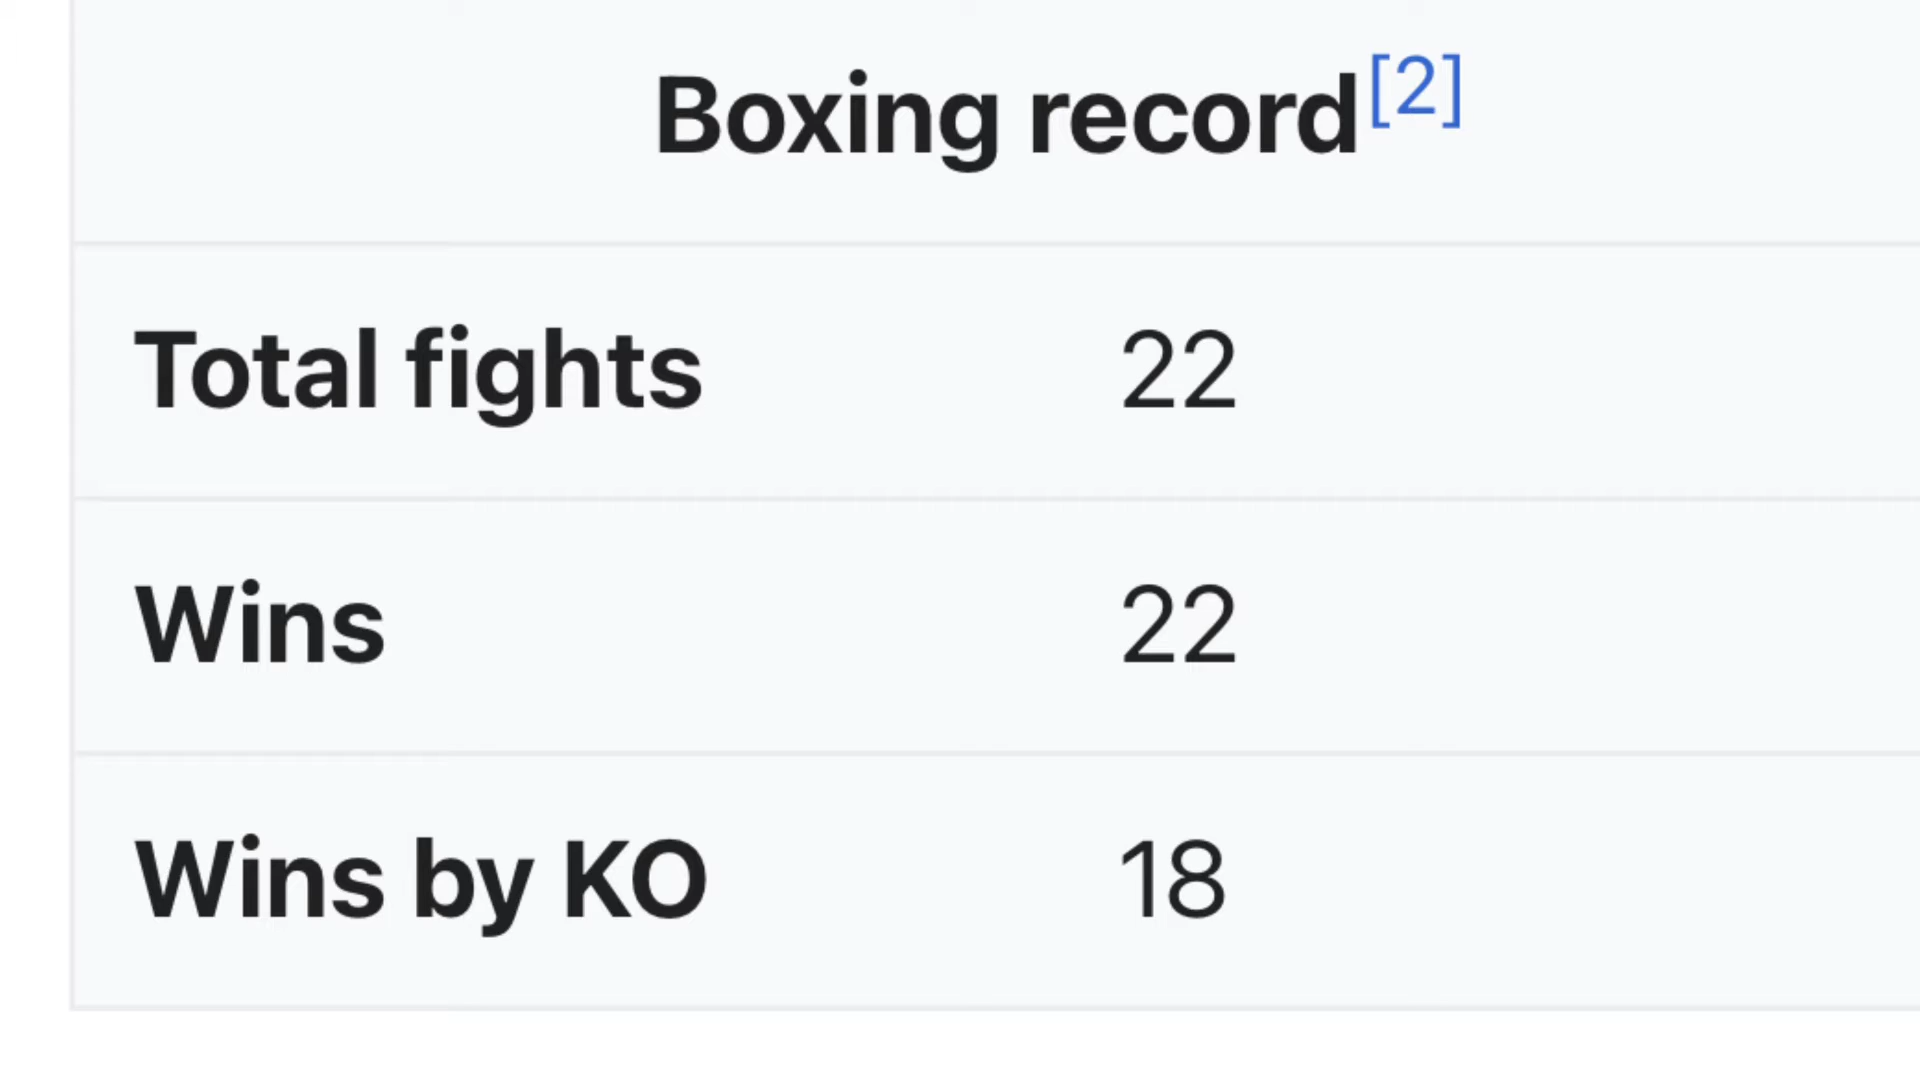 Boxing record[2]
Total fights 22
Wins 22
Wins by KO 18